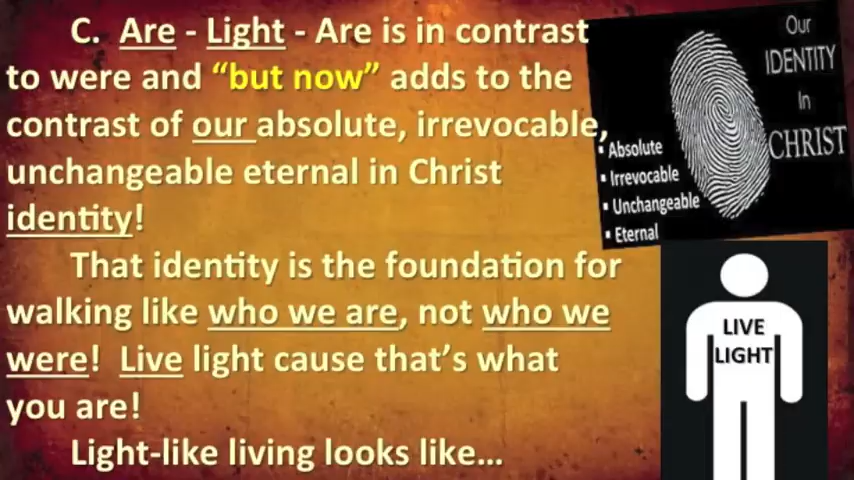 C. Are - Light - Are is in contrast
to were and “but now” adds to the
contrast of our absolute, irrevocable,
unchangeable eternal in Christ
identity!
That identity is the foundation for
walking like who we are, not who we
were! Live light cause that’s what
you are!
Light-like living looks like…
Our
IDENTITY
In
CHRIST
▪ Absolute
▪ Irrevocable
▪ Unchangeable
▪ Eternal
LIVE
LIGHT